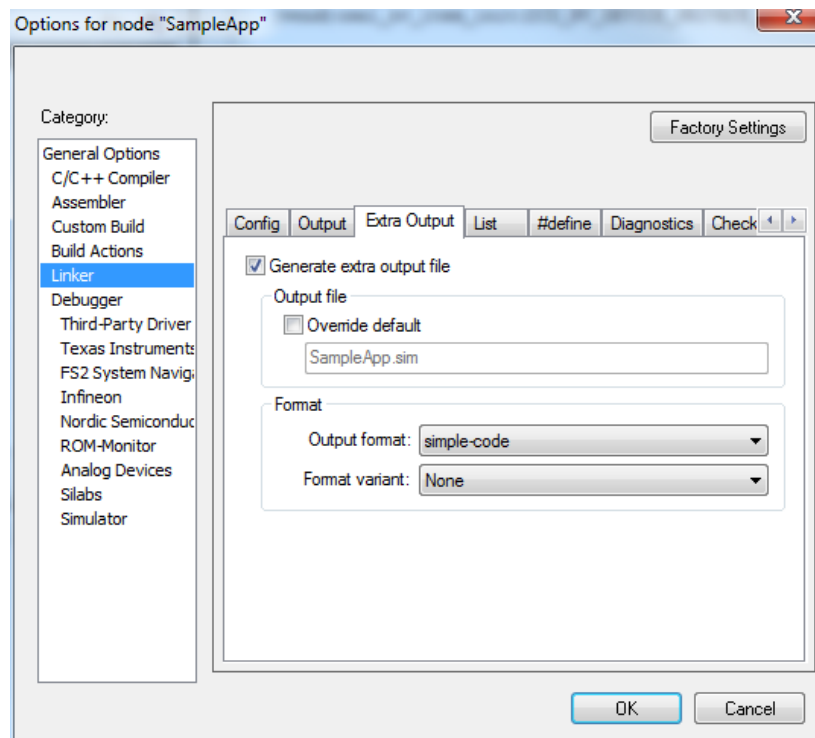 Options for node "SampleApp"
Category:
General Options
C/C++ Compiler
Assembler
Custom Build
Build Actions
Linker
Debugger
Third-Party Driver
Texas Instruments
FS2 System Naviga
Infineon
Nordic Semiconduc
ROM-Monitor
Analog Devices
Silabs
Simulator
Factory Settings
Config Output Extra Output List #define Diagnostics Check
Generate extra output file
Output file
Override default
SampleApp.sim
Format
Output format: simple-code
Format variant: None
OK Cancel